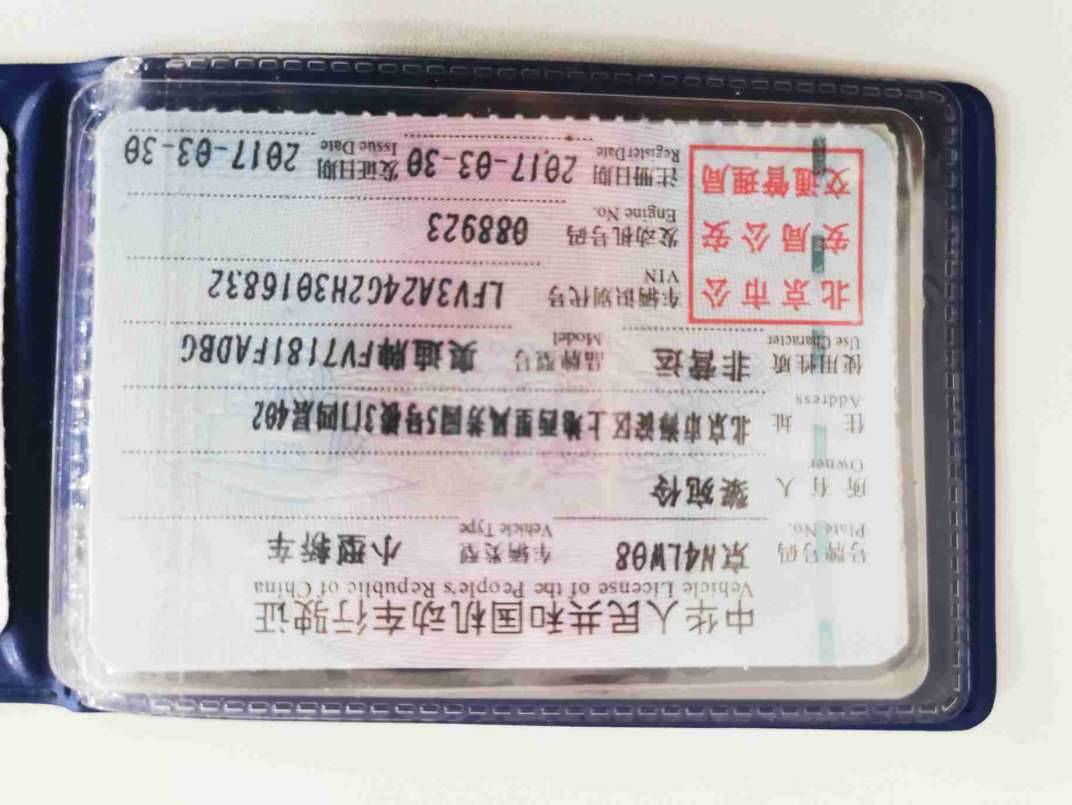 中华人民共和国机动车行驶证
Vehicle License of the People's Republic of China
号牌号码 京N4LW08 车辆类型 小型轿车
Plate No. Vehicle Type
所有人 宛伶
Owner
住址 北京市海淀区上地西里风芳园5号楼3门四层402
Address
使用性质 非营运 品牌型号 奥迪牌FV7181FADBG
Use Character Model
北京市公
安局公安
交通管理局
车辆识别代号 LFV3A24G2H3016832
VIN
发动机号码 088923
Engine No.
注册日期 2017-03-30 发证日期 2017-03-30
Register Date Issue Date